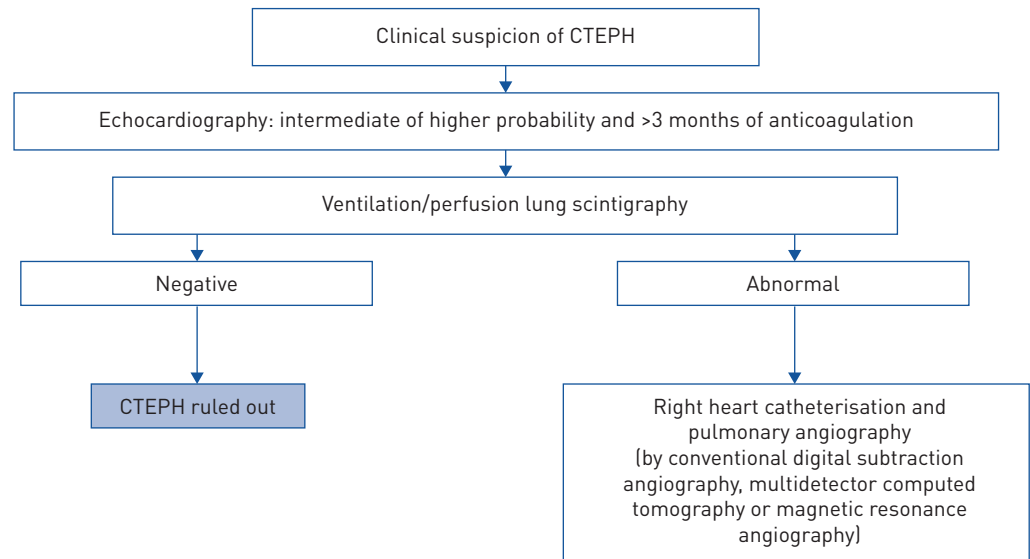 Clinical suspicion of CTEPH
Echocardiography: intermediate of higher probability and >3 months of anticoagulation
Ventilation/perfusion lung scintigraphy
Negative
Abnormal
CTEPH ruled out
Right heart catheterisation and
pulmonary angiography
(by conventional digital subtraction
angiography, multidetector computed
tomography or magnetic resonance
angiography)